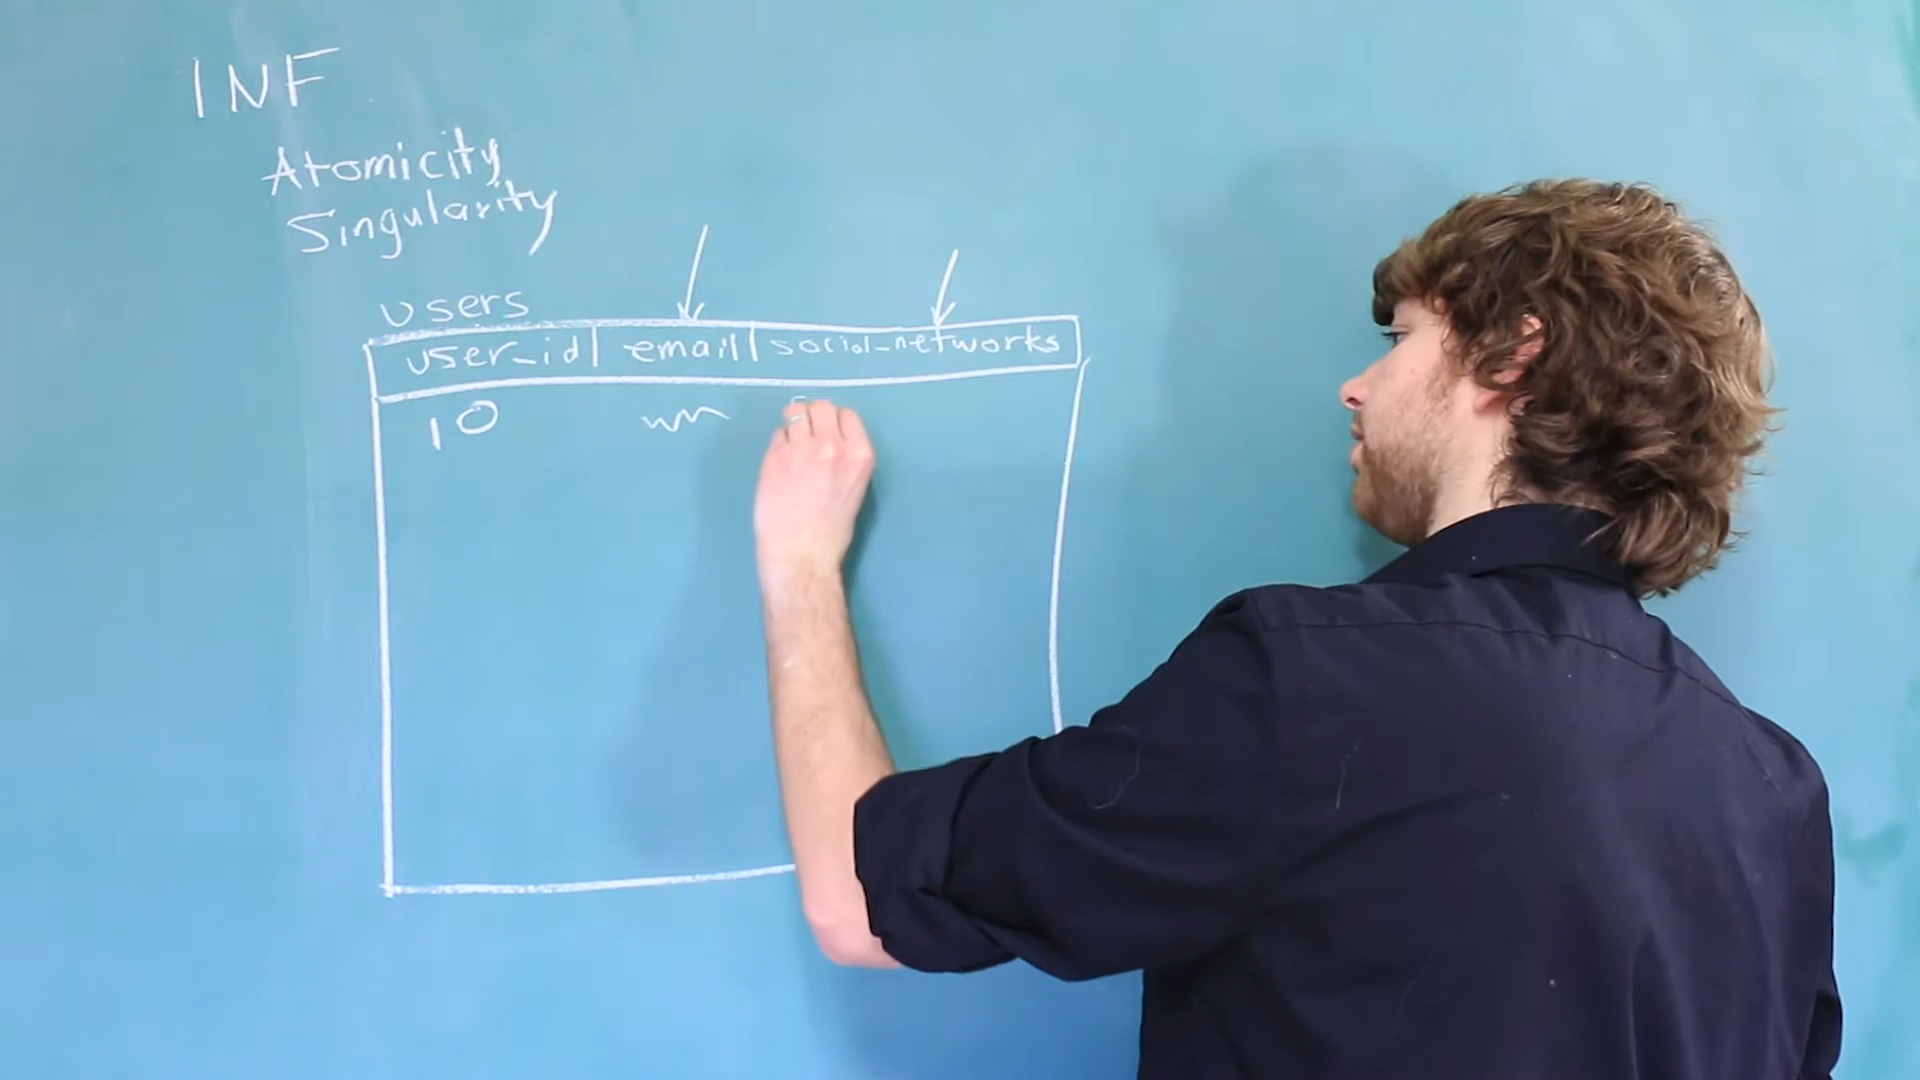 1NF
Atomicity
Singularity
users
user_id | email | social_networks
10